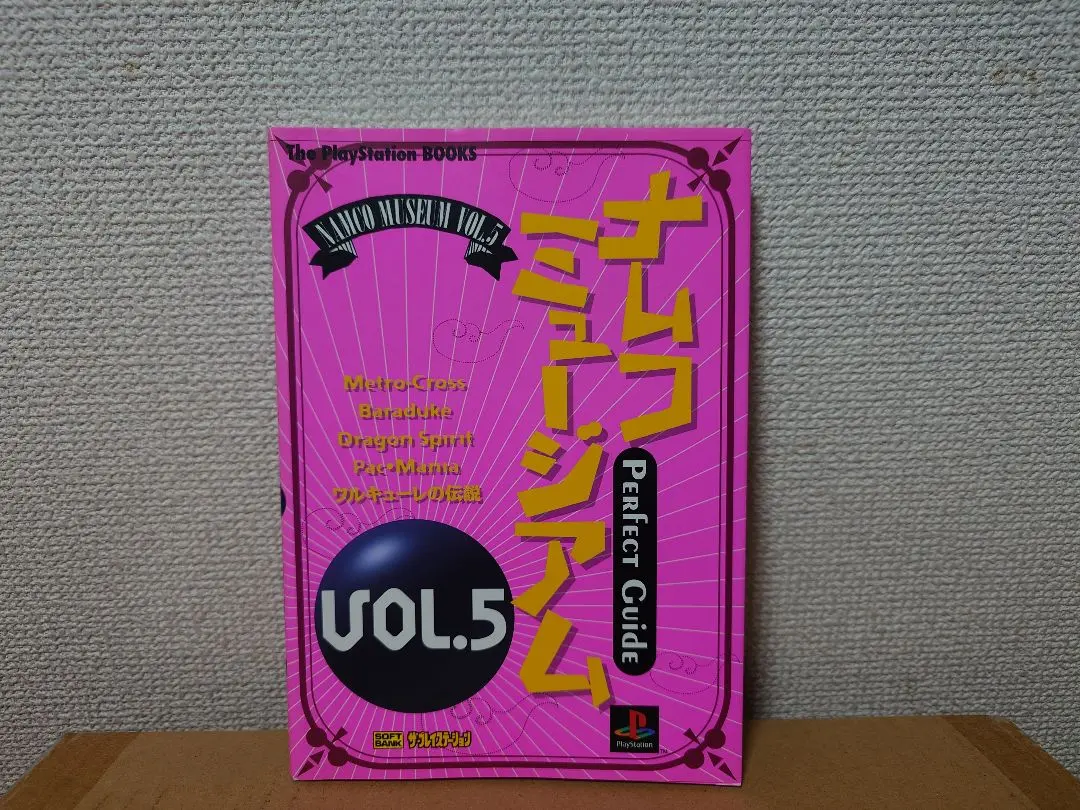 The PlayStation BOOKS
NAMCO MUSEUM VOL.5
ナムコ
ミュージアム
PERFECT GUIDE
Metro-Cross
Baraduke
Dragon Spirit
Pac•Mania
ワルキューレの伝説
VOL.5
SOFT
BANK
ザ・プレイステーション
PlayStation
TM